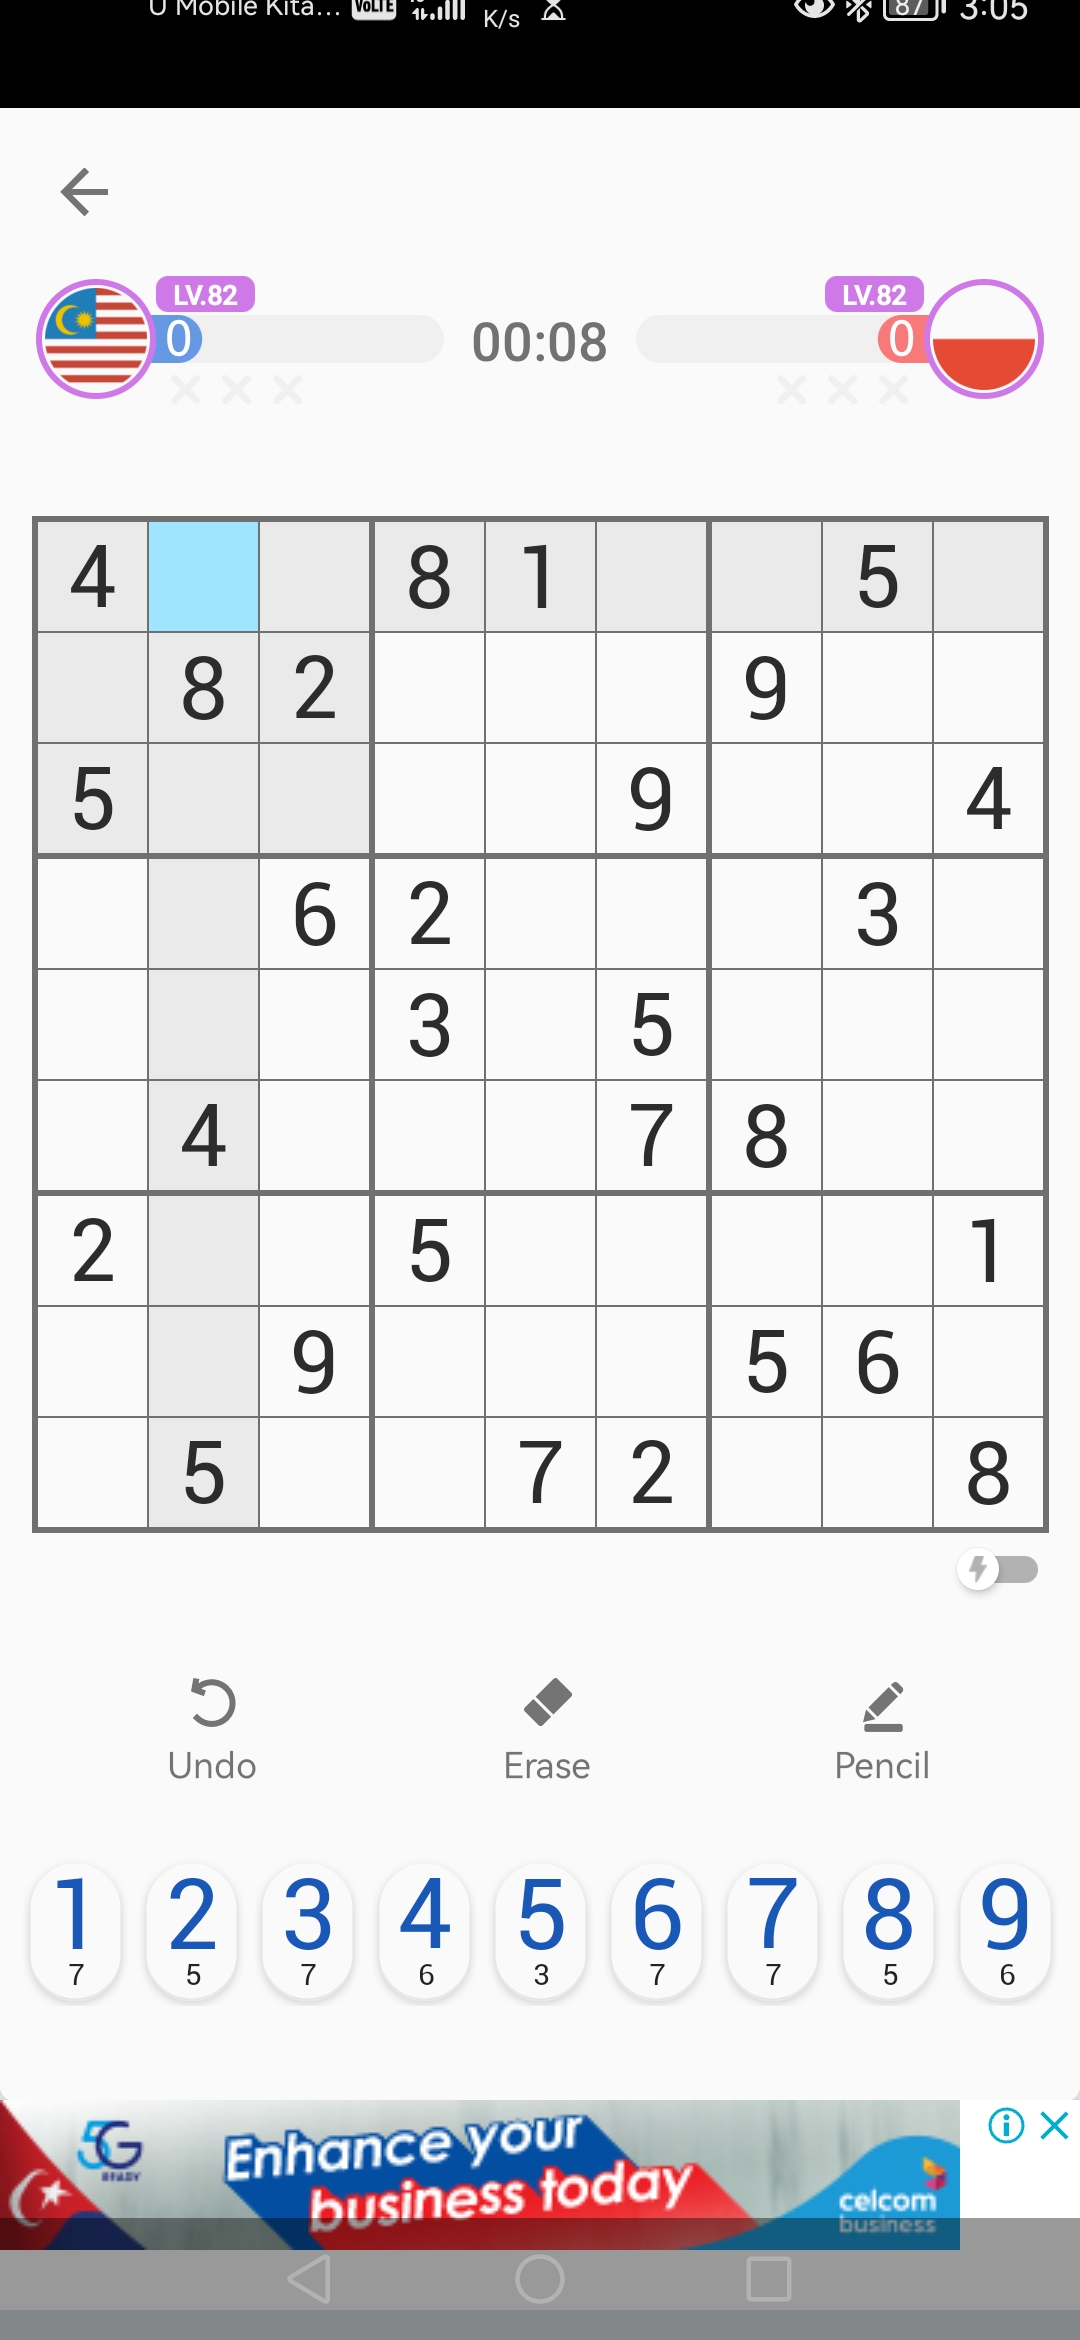 U Mobile Kita... VoLTE K/s 87 3:05
LV.82 LV.82
0 00:08 0
4 8 1 5
8 2 9
5 9 4
6 2 3
3 5
4 7 8
2 5 1
9 5 6
5 7 2 8
Undo Erase Pencil
1 2 3 4 5 6 7 8 9
7 5 7 6 3 7 7 5 6
5G READY
Enhance your
business today
celcom
business